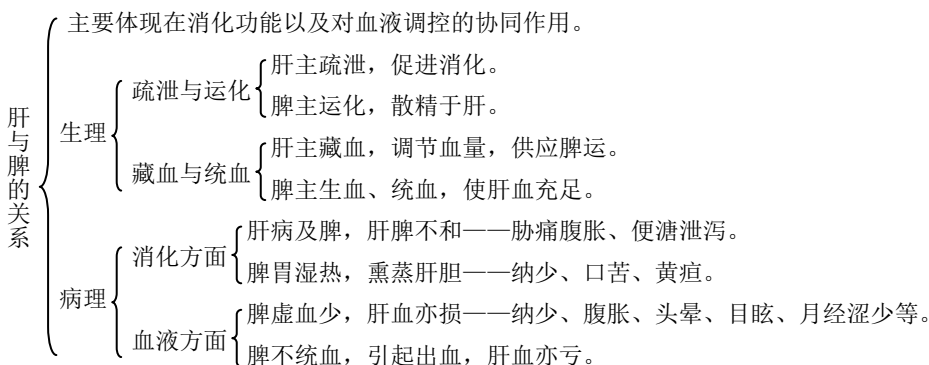 肝与脾的关系
主要体现在消化功能以及对血液调控的协同作用。
生理
疏泄与运化
肝主疏泄，促进消化。
脾主运化，散精于肝。
藏血与统血
肝主藏血，调节血量，供应脾运。
脾主生血、统血，使肝血充足。
病理
消化方面
肝病及脾，肝脾不和——胁痛腹胀、便溏泄泻。
脾胃湿热，熏蒸肝胆——纳少、口苦、黄疸。
血液方面
脾虚血少，肝血亦损——纳少、腹胀、头晕、目眩、月经涩少等。
脾不统血，引起出血，肝血亦亏。